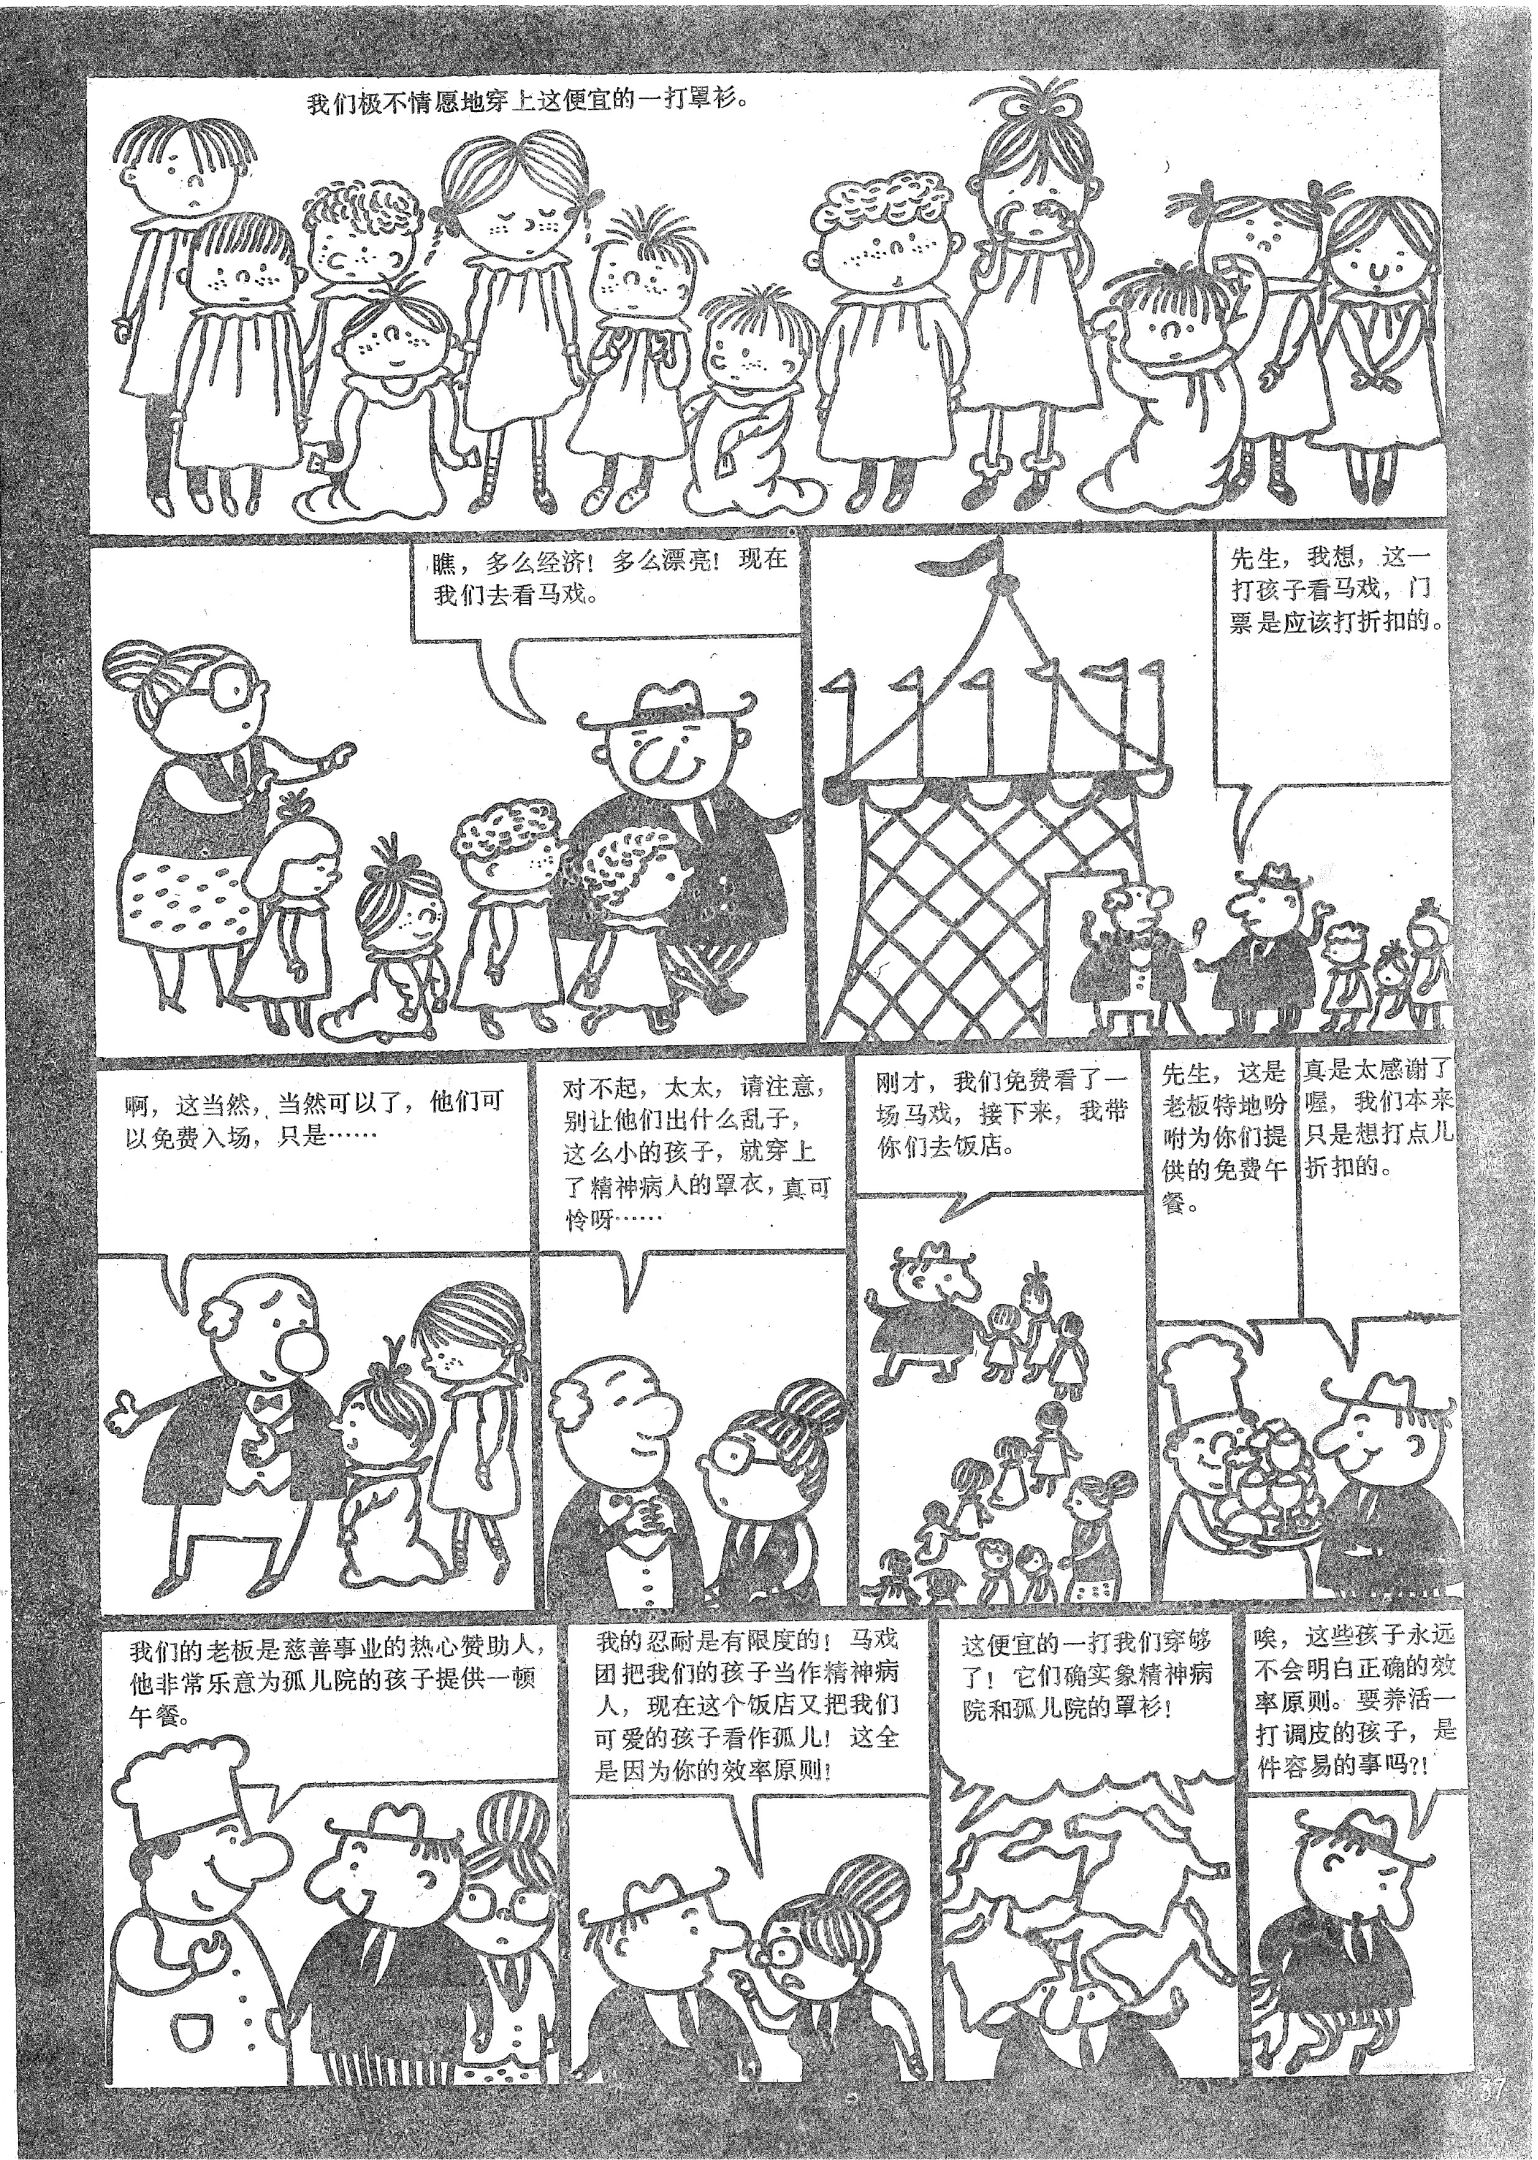 我们极不情愿地穿上这便宜的一打罩衫。
瞧，多么经济！多么漂亮！现在
我们去看马戏。
先生，我想，这一
打孩子看马戏，门
票是应该打折扣的。
啊，这当然，当然可以了，他们可
以免费入场，只是……
对不起，太太，请注意，
别让他们出什么乱子，
这么小的孩子，就穿上
了精神病人的罩衣，真可
怜呀……
刚才，我们免费看了一
场马戏，接下来，我带
你们去饭店。
先生，这是
老板特地吩
咐为你们提
供的免费午
餐。
真是太感谢了
喔，我们本来
只是想打点儿
折扣的。
我们的老板是慈善事业的热心赞助人，
他非常乐意为孤儿院的孩子提供一顿
午餐。
我的忍耐是有限度的！马戏
团把我们的孩子当作精神病
人，现在这个饭店又把我们
可爱的孩子看作孤儿！这全
是因为你的效率原则！
这便宜的一打我们穿够
了！它们确实象精神病
院和孤儿院的罩衫！
唉，这些孩子永远
不会明白正确的效
率原则。要养活一
打调皮的孩子，是
件容易的事吗？！
37